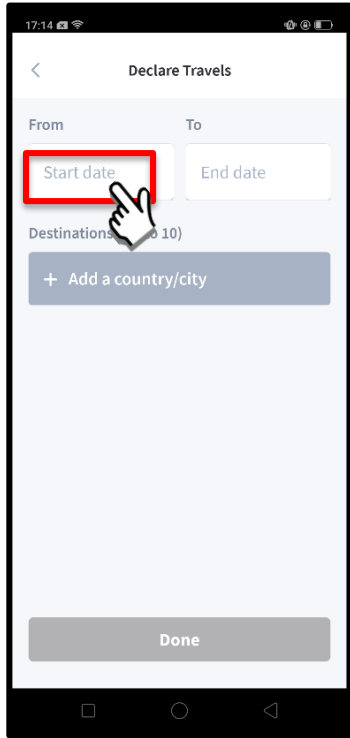 17:14
Declare Travels
From To
Start date End date
Destinations 10)
+ Add a country/city
Done